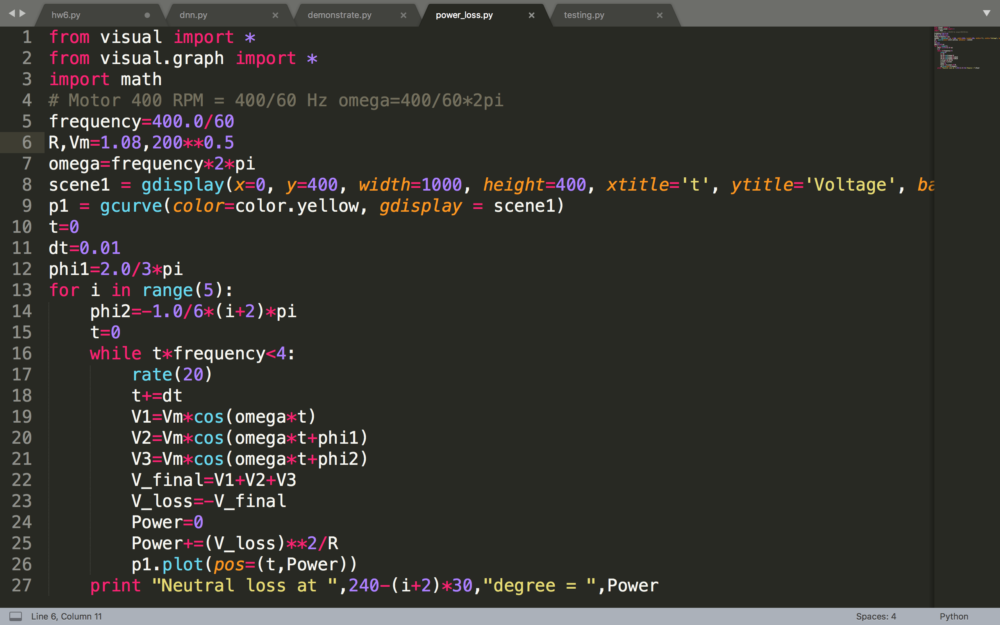 hw6.py dnn.py demonstrate.py power_loss.py testing.py
1 from visual import *
2 from visual.graph import *
3 import math
4 # Motor 400 RPM = 400/60 Hz omega=400/60*2pi
5 frequency=400.0/60
6 R,Vm=1.08,200**0.5
7 omega=frequency*2*pi
8 scene1 = gdisplay(x=0, y=400, width=1000, height=400, xtitle='t', ytitle='Voltage', ba
9 p1 = gcurve(color=color.yellow, gdisplay = scene1)
10 t=0
11 dt=0.01
12 phi1=2.0/3*pi
13 for i in range(5):
14     phi2=-1.0/6*(i+2)*pi
15     t=0
16     while t*frequency<4:
17         rate(20)
18         t+=dt
19         V1=Vm*cos(omega*t)
20         V2=Vm*cos(omega*t+phi1)
21         V3=Vm*cos(omega*t+phi2)
22         V_final=V1+V2+V3
23         V_loss=-V_final
24         Power=0
25         Power+=(V_loss)**2/R
26         p1.plot(pos=(t,Power))
27     print "Neutral loss at ",240-(i+2)*30,"degree = ",Power
Line 6, Column 11 Spaces: 4 Python